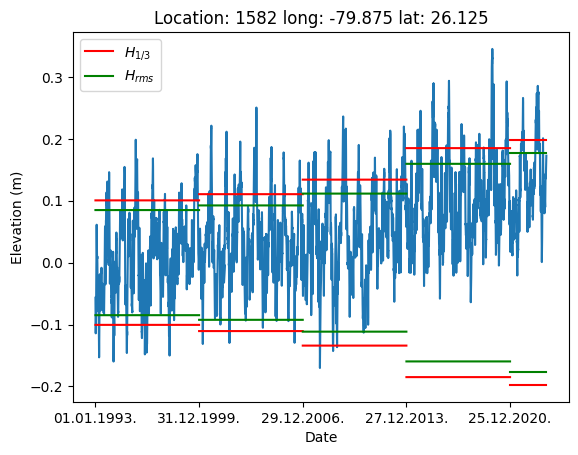 Location: 1582 long: -79.875 lat: 26.125
H1/3
Hrms
0.3
0.2
0.1
0.0
−0.1
−0.2
Elevation (m)
01.01.1993. 31.12.1999. 29.12.2006. 27.12.2013. 25.12.2020.
Date